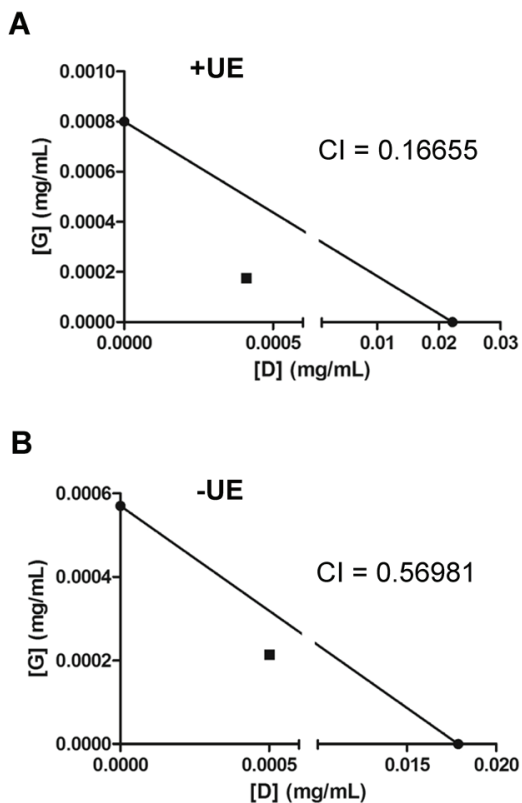 A
+UE
0.0010
0.0008
0.0006
0.0004
0.0002
0.0000
[G] (mg/mL)
CI = 0.16655
0.0000 0.0005 0.01 0.02 0.03
[D] (mg/mL)
B
-UE
0.0006
0.0004
0.0002
0.0000
[G] (mg/mL)
CI = 0.56981
0.0000 0.0005 0.015 0.020
[D] (mg/mL)